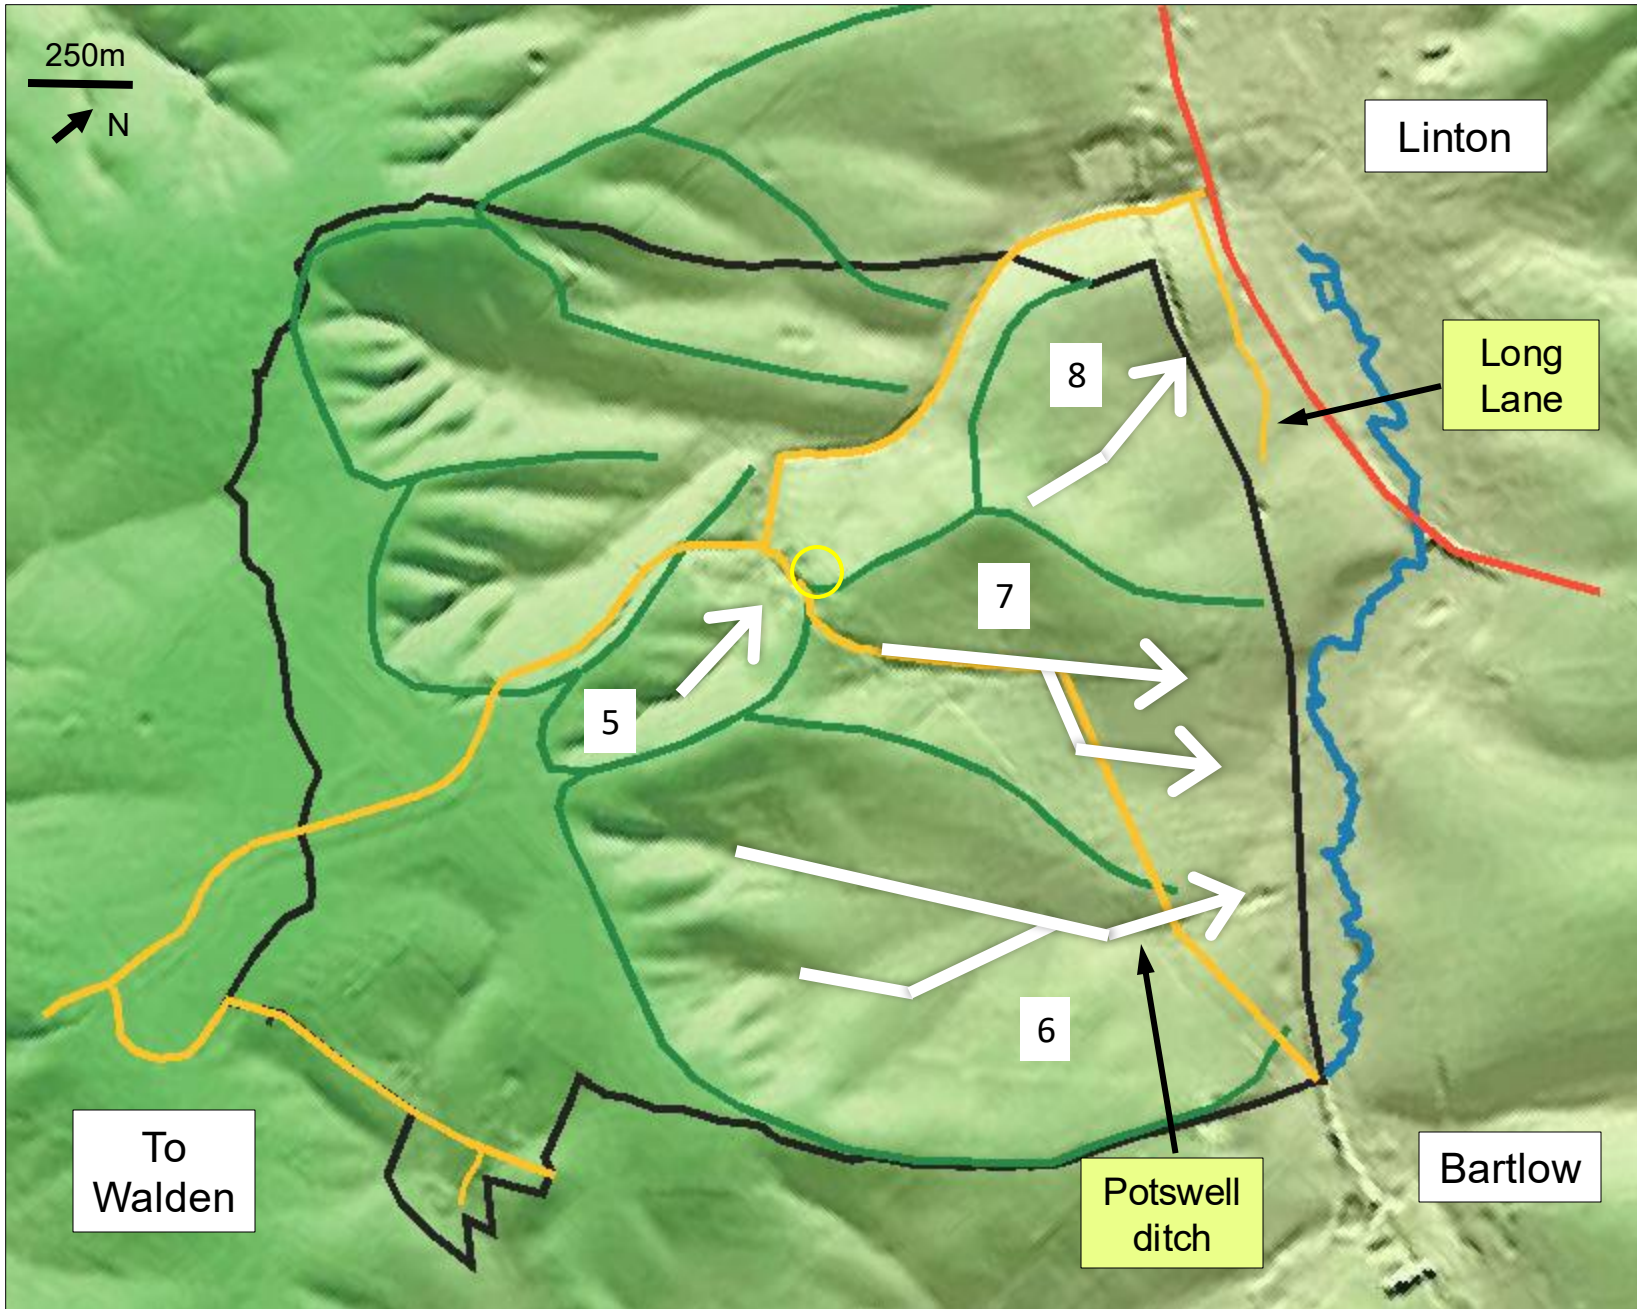 250m
N
Linton
Long
Lane
8
7
5
6
To
Walden
Potswell
ditch
Bartlow